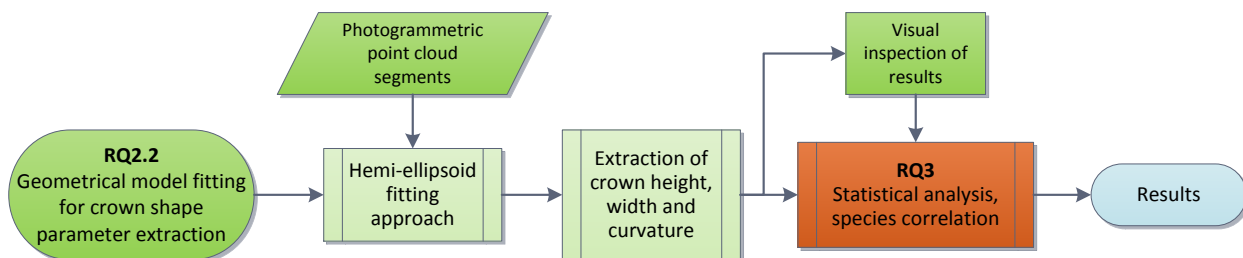 Photogrammetric
point cloud
segments
Visual
inspection of
results
RQ2.2
Geometrical model fitting
for crown shape
parameter extraction
Hemi-ellipsoid
fitting
approach
Extraction of
crown height,
width and
curvature
RQ3
Statistical analysis,
species correlation
Results